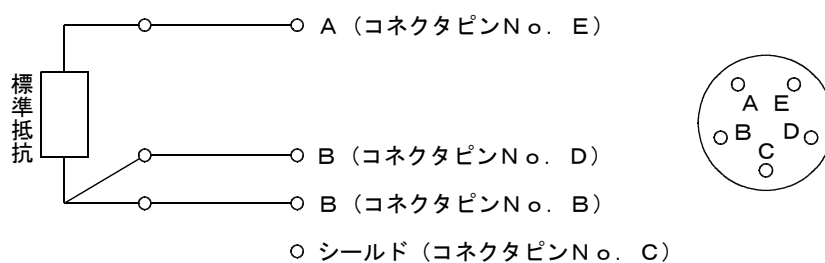 A（コネクタピンNo．E）
標準抵抗
B（コネクタピンNo．D）
B（コネクタピンNo．B）
シールド（コネクタピンNo．C）
A E
B D
C